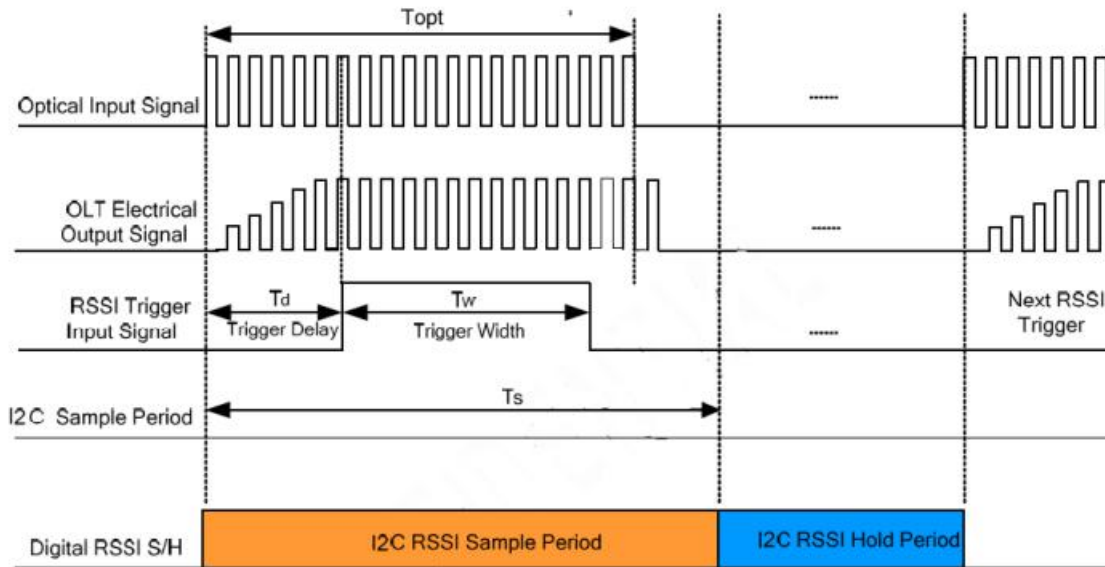 Topt
Optical Input Signal
......
OLT Electrical
Output Signal
......
RSSI Trigger
Input Signal
Td
Trigger Delay
Tw
Trigger Width
......
Next RSSI
Trigger
Ts
I2C Sample Period
Digital RSSI S/H
I2C RSSI Sample Period
I2C RSSI Hold Period